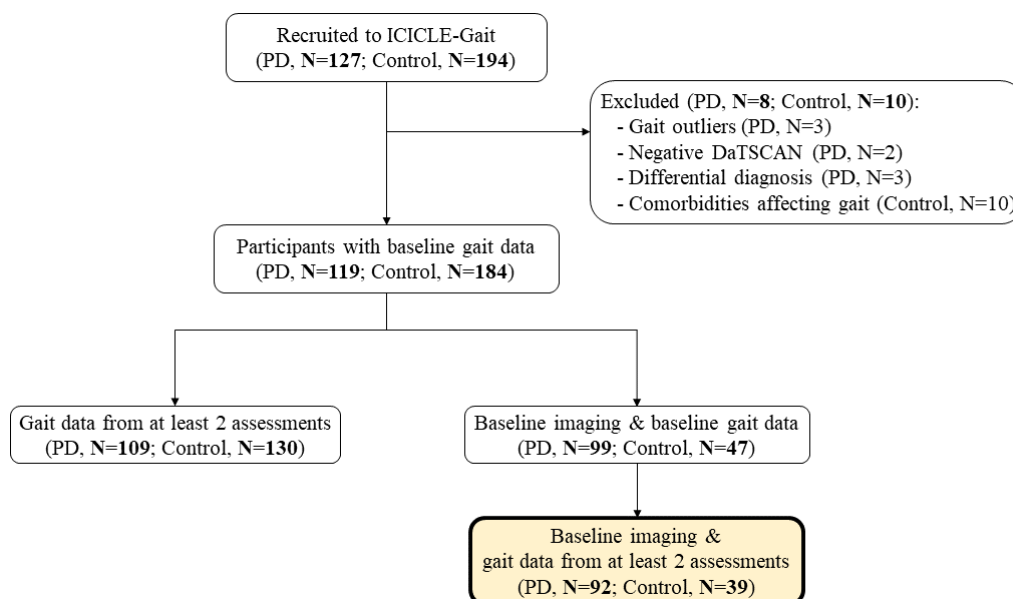 Recruited to ICICLE-Gait
(PD, N=127; Control, N=194)
Excluded (PD, N=8; Control, N=10):
- Gait outliers (PD, N=3)
- Negative DaTSCAN (PD, N=2)
- Differential diagnosis (PD, N=3)
- Comorbidities affecting gait (Control, N=10)
Participants with baseline gait data
(PD, N=119; Control, N=184)
Gait data from at least 2 assessments
(PD, N=109; Control, N=130)
Baseline imaging & baseline gait data
(PD, N=99; Control, N=47)
Baseline imaging &
gait data from at least 2 assessments
(PD, N=92; Control, N=39)